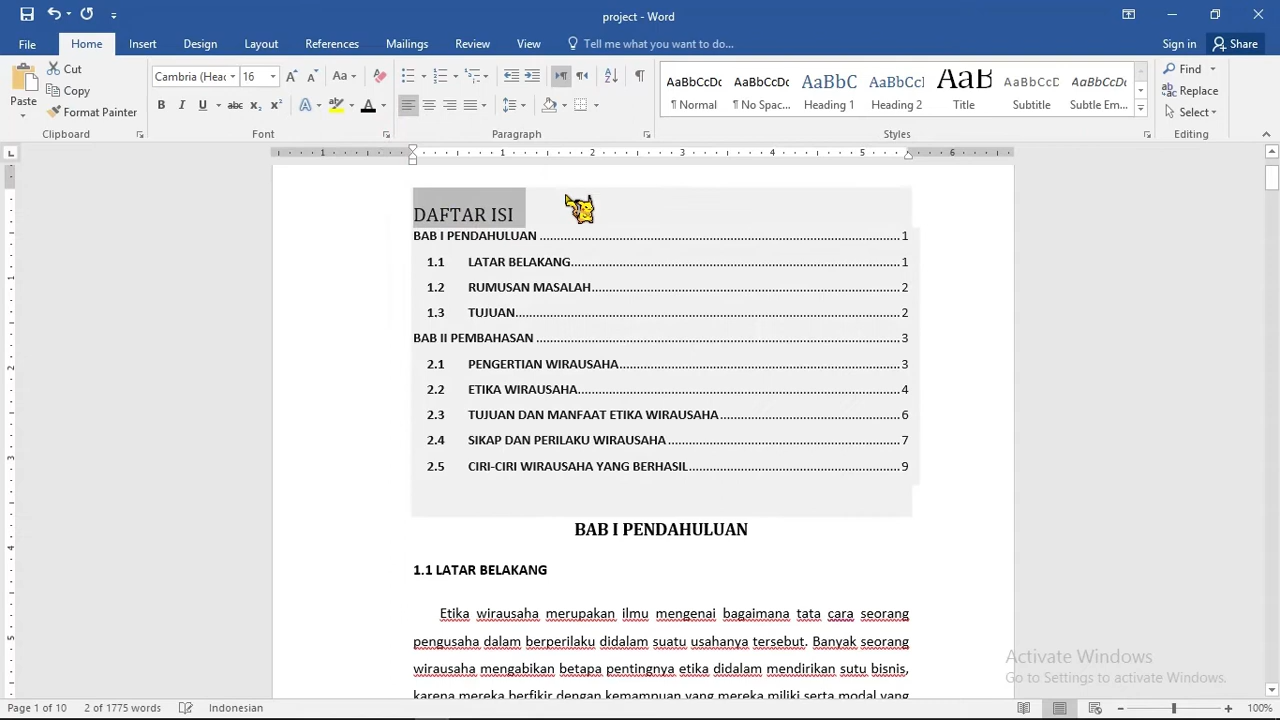 project - Word
File Home Insert Design Layout References Mailings Review View Tell me what you want to do... Sign in Share
Paste
Cut
Copy
Format Painter
Clipboard
Cambria (Head 16
Font
Paragraph
AaBbCcDc AaBbCcDc AaBbC AaBbCcI AaB AaBbCcD AaBbCcDc
¶ Normal ¶ No Spac... Heading 1 Heading 2 Title Subtitle Subtle Em...
Styles
Find
Replace
Select
Editing
1 1 2 3 4 5 6
DAFTAR ISI
BAB I PENDAHULUAN 1
1.1 LATAR BELAKANG 1
1.2 RUMUSAN MASALAH 2
1.3 TUJUAN 2
BAB II PEMBAHASAN 3
2.1 PENGERTIAN WIRAUSAHA 3
2.2 ETIKA WIRAUSAHA 4
2.3 TUJUAN DAN MANFAAT ETIKA WIRAUSAHA 6
2.4 SIKAP DAN PERILAKU WIRAUSAHA 7
2.5 CIRI-CIRI WIRAUSAHA YANG BERHASIL 9
BAB I PENDAHULUAN
1.1 LATAR BELAKANG
Etika wirausaha merupakan ilmu mengenai bagaimana tata cara seorang
pengusaha dalam berperilaku didalam suatu usahanya tersebut. Banyak seorang
wirausaha mengabikan betapa pentingnya etika didalam mendirikan sutu bisnis,
karena mereka berfikir dengan kemampuan yang mereka miliki serta modal yang
Activate Windows
Go to Settings to activate Windows.
Page 1 of 10 2 of 1775 words Indonesian 100%